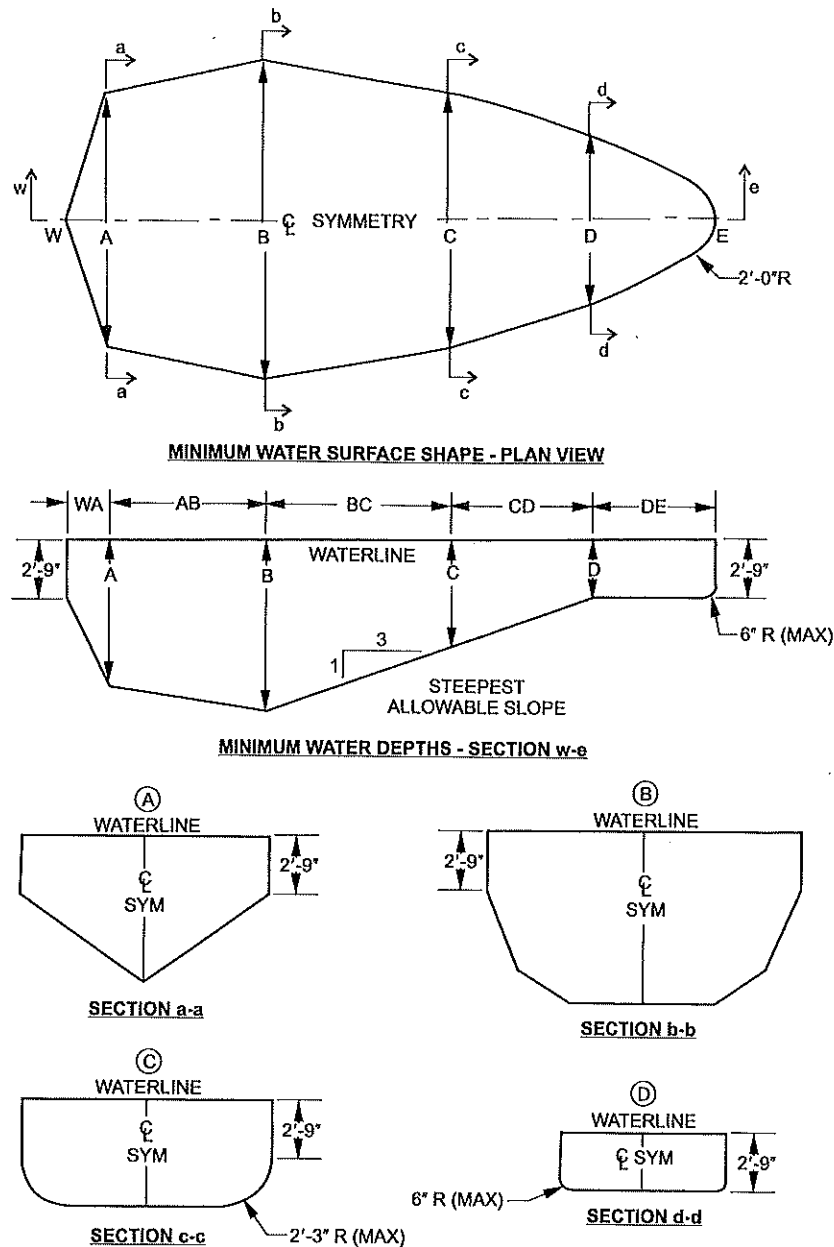 a
b
c
d
a
b
c
d
w
e
W
A
B
℄ SYMMETRY
C
D
E
2'-0"R
MINIMUM WATER SURFACE SHAPE - PLAN VIEW
WA
AB
BC
CD
DE
2'-9"
WATERLINE
2'-9"
A
B
C
D
6" R (MAX)
3
1
STEEPEST
ALLOWABLE SLOPE
MINIMUM WATER DEPTHS - SECTION w-e
A
WATERLINE
2'-9"
℄
SYM
SECTION a-a
B
WATERLINE
2'-9"
℄
SYM
SECTION b-b
C
WATERLINE
2'-9"
℄
SYM
2'-3" R (MAX)
SECTION c-c
D
WATERLINE
℄ SYM
2'-9"
6" R (MAX)
SECTION d-d